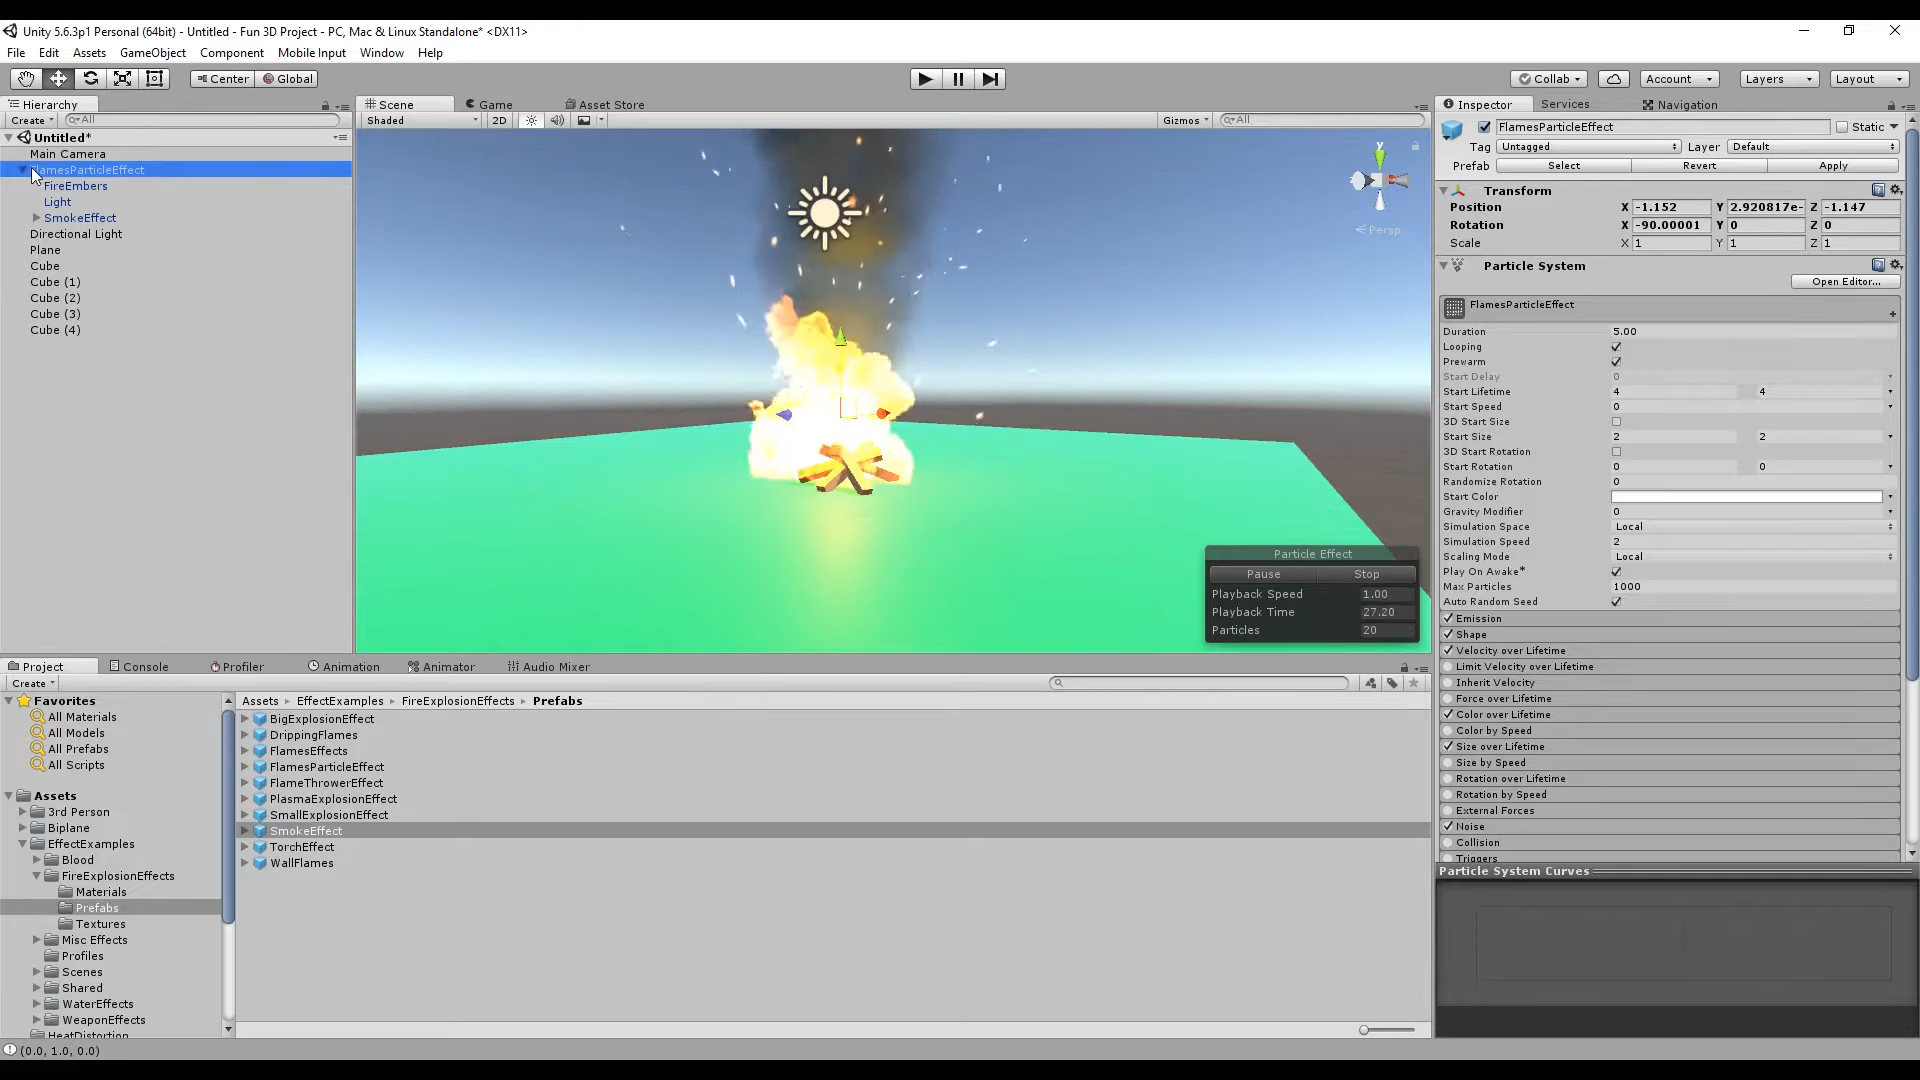 Unity 5.6.3p1 Personal (64bit) - Untitled - Fun 3D Project - PC, Mac & Linux Standalone* <DX11>
File Edit Assets GameObject Component Mobile Input Window Help
Center Global Collab Account Layers Layout
Hierarchy
Create All
Untitled*
Main Camera
FlamesParticleEffect
FireEmbers
Light
SmokeEffect
Directional Light
Plane
Cube
Cube (1)
Cube (2)
Cube (3)
Cube (4)
Scene Game Asset Store
Shaded 2D Gizmos All
y
Persp
Particle Effect
Pause Stop
Playback Speed 1.00
Playback Time 27.20
Particles 20
Inspector Services Navigation
FlamesParticleEffect Static
Tag Untagged Layer Default
Prefab Select Revert Apply
Transform
Position X -1.152 Y 2.920817e- Z -1.147
Rotation X -90.00001 Y 0 Z 0
Scale X 1 Y 1 Z 1
Particle System
Open Editor...
FlamesParticleEffect
Duration 5.00
Looping
Prewarm
Start Delay 0
Start Lifetime 4 4
Start Speed 0
3D Start Size
Start Size 2 2
3D Start Rotation
Start Rotation 0 0
Randomize Rotation 0
Start Color
Gravity Modifier 0
Simulation Space Local
Simulation Speed 2
Scaling Mode Local
Play On Awake*
Max Particles 1000
Auto Random Seed
Emission
Shape
Velocity over Lifetime
Limit Velocity over Lifetime
Inherit Velocity
Force over Lifetime
Color over Lifetime
Color by Speed
Size over Lifetime
Size by Speed
Rotation over Lifetime
Rotation by Speed
External Forces
Noise
Collision
Triggers
Particle System Curves
Project Console Profiler Animation Animator Audio Mixer
Create
Favorites
All Materials
All Models
All Prefabs
All Scripts
Assets
3rd Person
Biplane
EffectExamples
Blood
FireExplosionEffects
Materials
Prefabs
Textures
Misc Effects
Profiles
Scenes
Shared
WaterEffects
WeaponEffects
HeatDistortion
Assets EffectExamples FireExplosionEffects Prefabs
BigExplosionEffect
DrippingFlames
FlamesEffects
FlamesParticleEffect
FlameThrowerEffect
PlasmaExplosionEffect
SmallExplosionEffect
SmokeEffect
TorchEffect
WallFlames
(0.0, 1.0, 0.0)